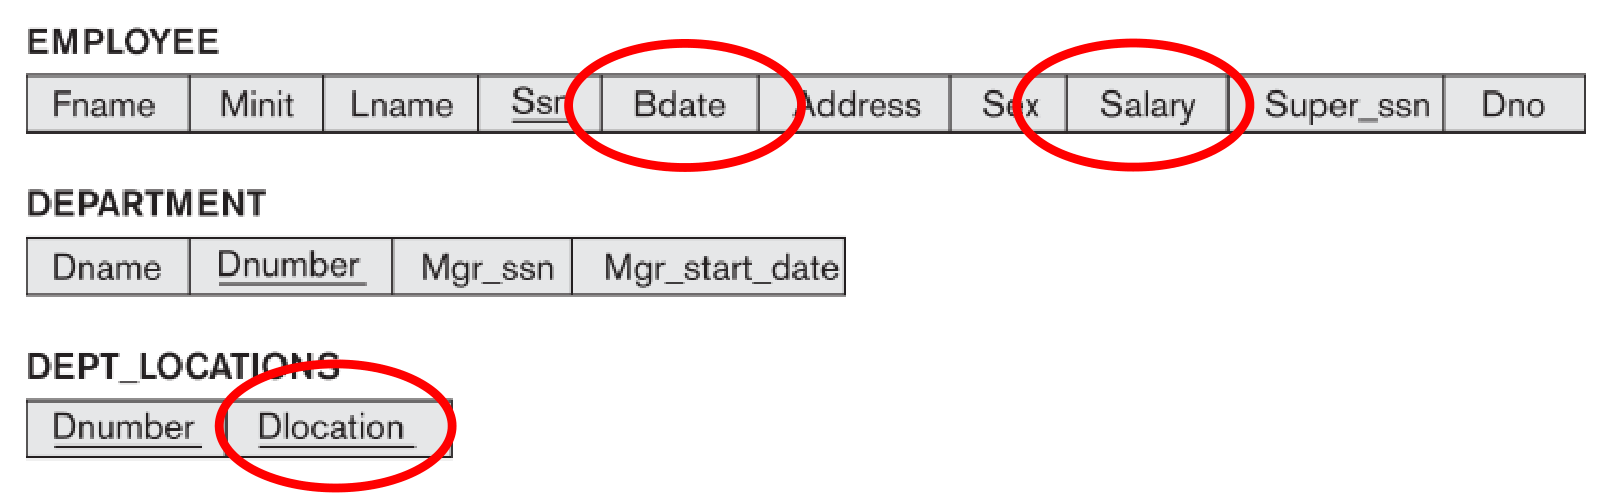 EMPLOYEE
Fname Minit Lname Ssn Bdate Address Sex Salary Super_ssn Dno
DEPARTMENT
Dname Dnumber Mgr_ssn Mgr_start_date
DEPT_LOCATIONS
Dnumber Dlocation